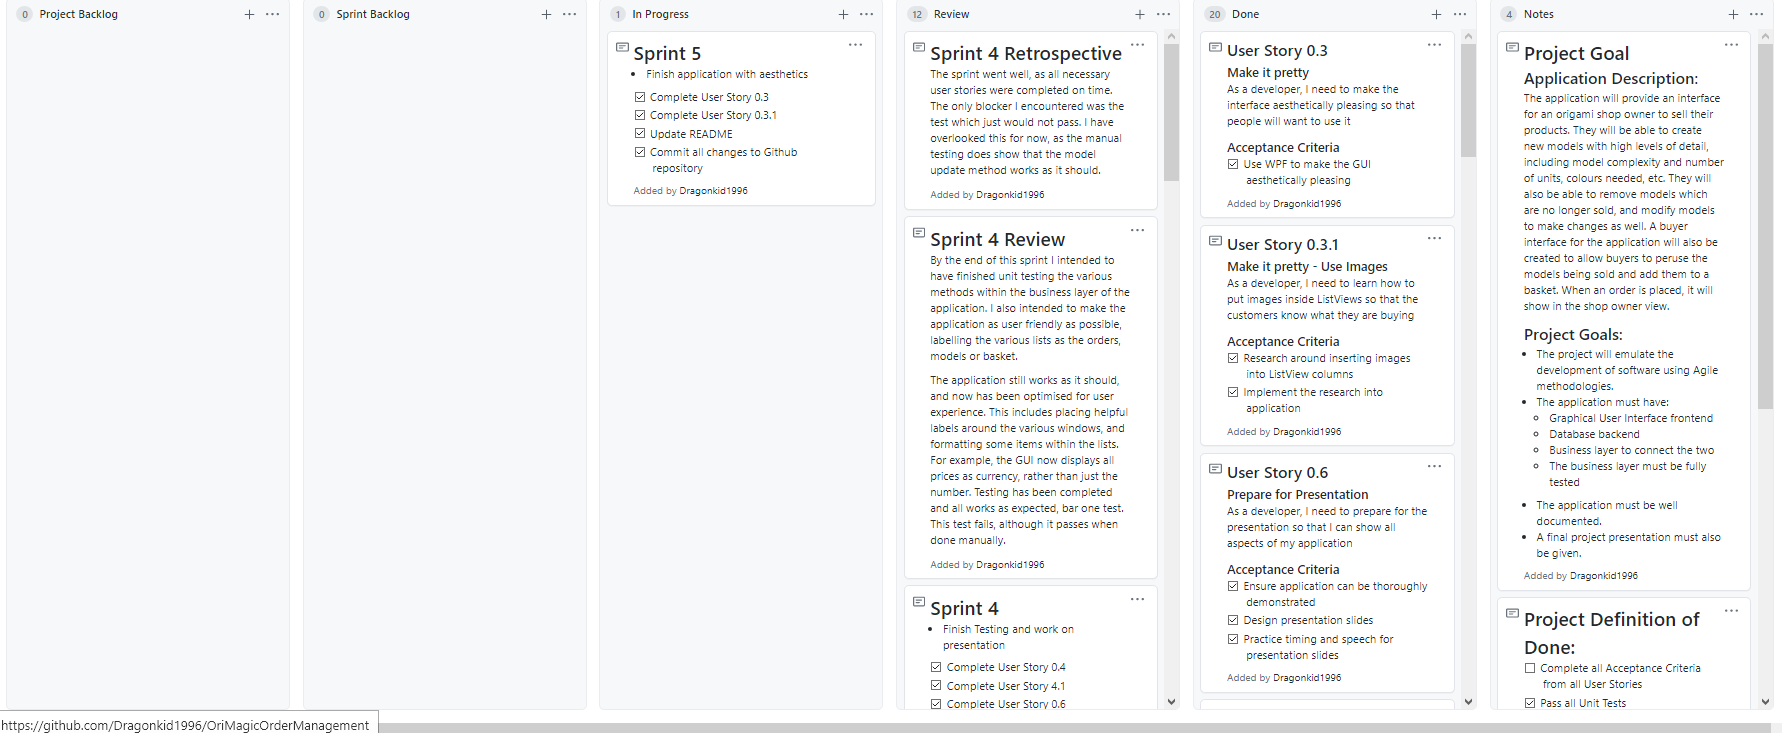 0 Project Backlog
0 Sprint Backlog
1 In Progress
Sprint 5
Finish application with aesthetics
Complete User Story 0.3
Complete User Story 0.3.1
Update README
Commit all changes to Github
repository
Added by Dragonkid1996
12 Review
Sprint 4 Retrospective
The sprint went well, as all necessary
user stories were completed on time.
The only blocker I encountered was the
test which just would not pass. I have
overlooked this for now, as the manual
testing does show that the model
update method works as it should.
Added by Dragonkid1996
Sprint 4 Review
By the end of this sprint I intended to
have finished unit testing the various
methods within the business layer of the
application. I also intended to make the
application as user friendly as possible,
labelling the various lists as the orders,
models or basket.
The application still works as it should,
and now has been optimised for user
experience. This includes placing helpful
labels around the various windows, and
formatting some items within the lists.
For example, the GUI now displays all
prices as currency, rather than just the
number. Testing has been completed
and all works as expected, bar one test.
This test fails, although it passes when
done manually.
Added by Dragonkid1996
Sprint 4
Finish Testing and work on
presentation
Complete User Story 0.4
Complete User Story 4.1
Complete User Story 0.6
20 Done
User Story 0.3
Make it pretty
As a developer, I need to make the
interface aesthetically pleasing so that
people will want to use it
Acceptance Criteria
Use WPF to make the GUI
aesthetically pleasing
Added by Dragonkid1996
User Story 0.3.1
Make it pretty - Use Images
As a developer, I need to learn how to
put images inside ListViews so that the
customers know what they are buying
Acceptance Criteria
Research around inserting images
into ListView columns
Implement the research into
application
Added by Dragonkid1996
User Story 0.6
Prepare for Presentation
As a developer, I need to prepare for the
presentation so that I can show all
aspects of my application
Acceptance Criteria
Ensure application can be thoroughly
demonstrated
Design presentation slides
Practice timing and speech for
presentation slides
Added by Dragonkid1996
4 Notes
Project Goal
Application Description:
The application will provide an interface
for an origami shop owner to sell their
products. They will be able to create
new models with high levels of detail,
including model complexity and number
of units, colours needed, etc. They will
also be able to remove models which
are no longer sold, and modify models
to make changes as well. A buyer
interface for the application will also be
created to allow buyers to peruse the
models being sold and add them to a
basket. When an order is placed, it will
show in the shop owner view.
Project Goals:
The project will emulate the
development of software using Agile
methodologies.
The application must have:
Graphical User Interface frontend
Database backend
Business layer to connect the two
The business layer must be fully
tested
The application must be well
documented.
A final project presentation must also
be given.
Added by Dragonkid1996
Project Definition of
Done:
Complete all Acceptance Criteria
from all User Stories
Pass all Unit Tests
https://github.com/Dragonkid1996/OriMagicOrderManagement